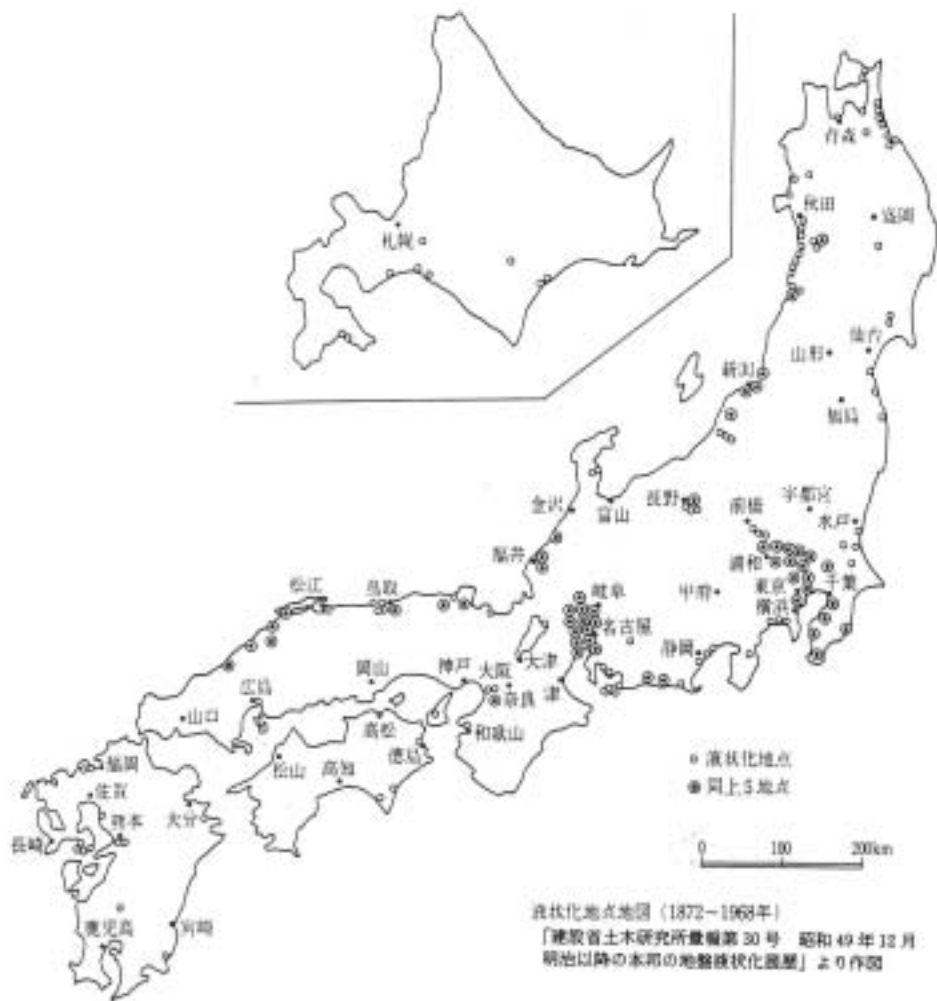 札幌
青森
秋田
盛岡
山形
仙台
新潟
福島
金沢
富山
長野
前橋
宇都宮
水戸
福井
浦和
東京
千葉
横浜
甲府
松江
鳥取
岐阜
名古屋
静岡
大津
岡山
神戸
大阪
奈良
津
広島
山口
高松
和歌山
徳島
松山
高知
福岡
佐賀
熊本
大分
長崎
鹿児島
宮崎
液状化地点
同上5地点
0 100 200km
液状化地点地図（1872～1968年）
「建設省土木研究所彙報第30号 昭和49年12月
明治以降の本邦の地盤液状化履歴」より作図